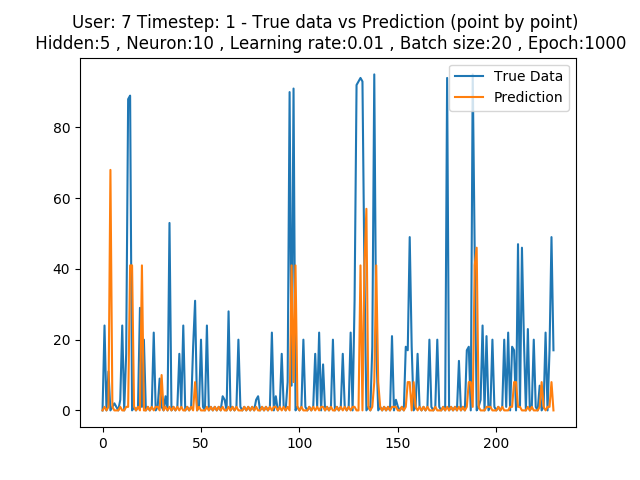 User: 7 Timestep: 1 - True data vs Prediction (point by point)
Hidden:5 , Neuron:10 , Learning rate:0.01 , Batch size:20 , Epoch:1000
True Data
Prediction
80
60
40
20
0
0 50 100 150 200